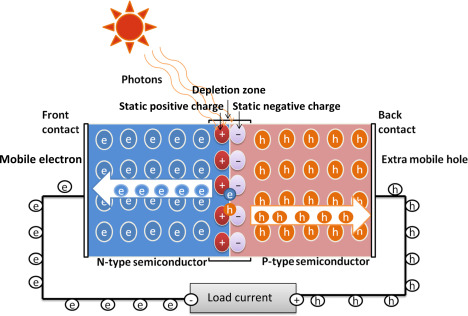 Photons
Depletion zone
Static positive charge
Static negative charge
Front
contact
Back
contact
Mobile electron
Extra mobile hole
+ -
e e e e e + - h h h h h
e e e e e + - h h h h h
e e e e e + e -
e e e e e + h - h h h h h
h h h h h
e e e e e + - h h h h h
N-type semiconductor
P-type semiconductor
e h
e h
e h
e h
e h
- Load current +
e e e e h h h h